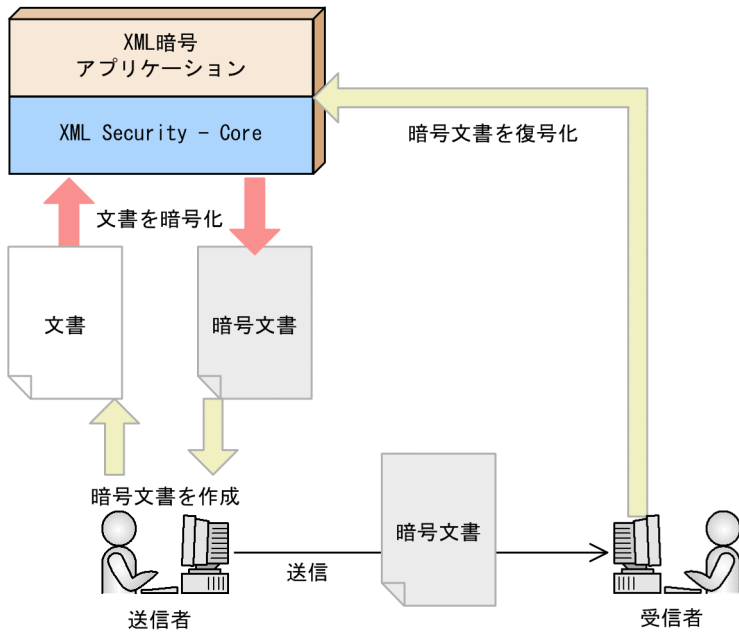 XML暗号
アプリケーション
XML Security - Core
暗号文書を復号化
文書を暗号化
文書
暗号文書
暗号文書を作成
暗号文書
送信
送信者
受信者